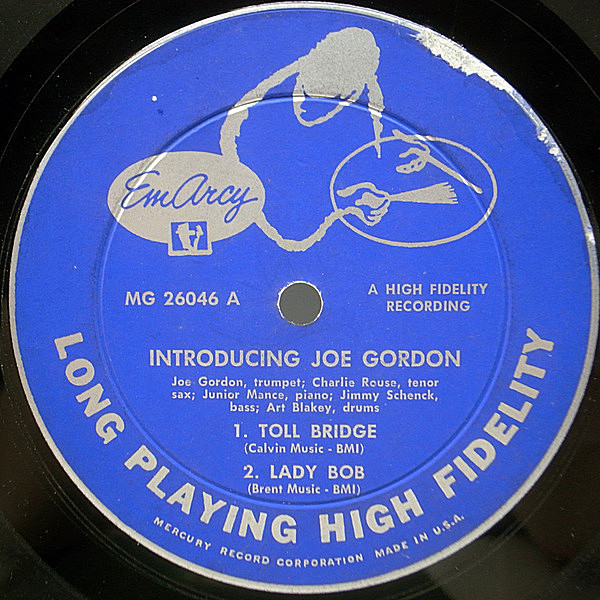 EmArcy
MG 26046 A
A HIGH FIDELITY
RECORDING
INTRODUCING JOE GORDON
Joe Gordon, trumpet; Charlie Rouse, tenor
sax; Junior Mance, piano; Jimmy Schenck,
bass; Art Blakey, drums
1. TOLL BRIDGE
(Calvin Music - BMI)
2. LADY BOB
(Brent Music - BMI)
LONG PLAYING HIGH FIDELITY
MERCURY RECORD CORPORATION MADE IN U.S.A.